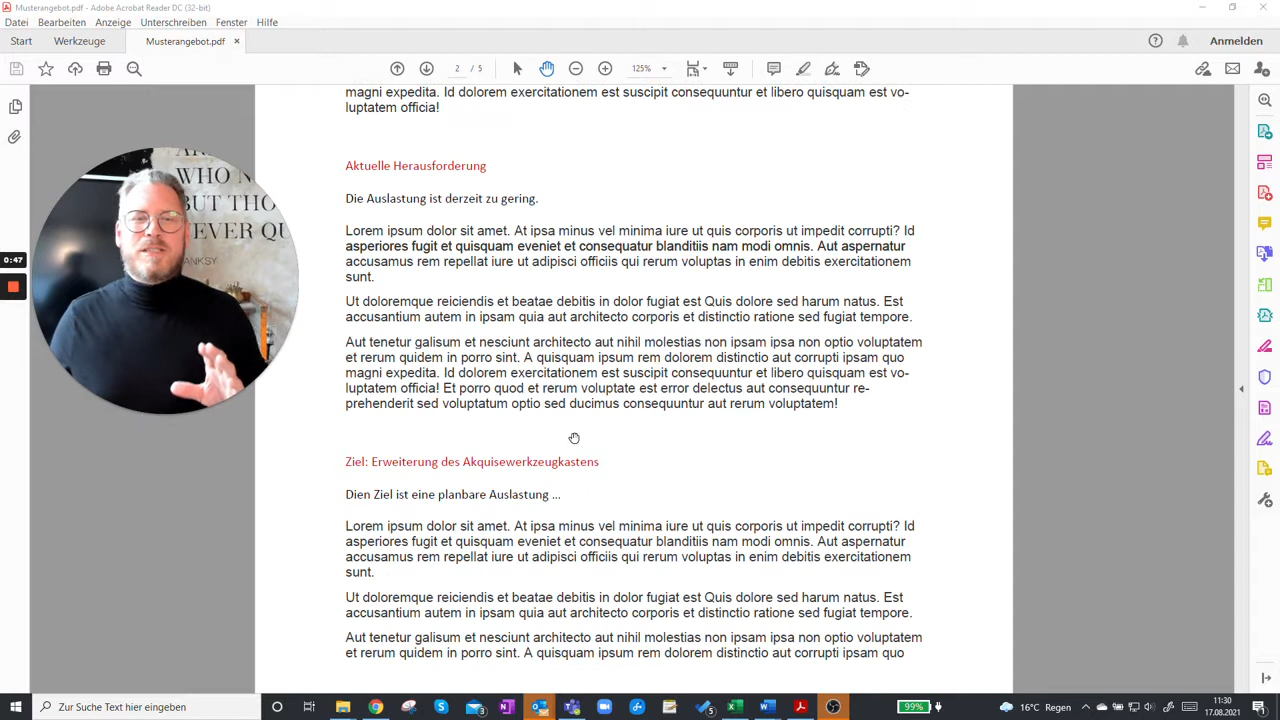 Musterangebot.pdf - Adobe Acrobat Reader DC (32-bit)
Datei Bearbeiten Anzeige Unterschreiben Fenster Hilfe
Start Werkzeuge Musterangebot.pdf × Anmelden
2 / 5 125%
magni expedita. Id dolorem exercitationem est suscipit consequuntur et libero quisquam est vo-
luptatem officia!
Aktuelle Herausforderung
Die Auslastung ist derzeit zu gering.
Lorem ipsum dolor sit amet. At ipsa minus vel minima iure ut quis corporis ut impedit corrupti? Id
asperiores fugit et quisquam eveniet et consequatur blanditiis nam modi omnis. Aut aspernatur
accusamus rem repellat iure ut adipisci officiis qui rerum voluptas in enim debitis exercitationem
sunt.
Ut doloremque reiciendis et beatae debitis in dolor fugiat est Quis dolore sed harum natus. Est
accusantium autem in ipsam quia aut architecto corporis et distinctio ratione sed fugiat tempore.
Aut tenetur galisum et nesciunt architecto aut nihil molestias non ipsam ipsa non optio voluptatem
et rerum quidem in porro sint. A quisquam ipsum rem dolorem distinctio aut corrupti ipsam quo
magni expedita. Id dolorem exercitationem est suscipit consequuntur et libero quisquam est vo-
luptatem officia! Et porro quod et rerum voluptate est error delectus aut consequuntur re-
prehenderit sed voluptatum optio sed ducimus consequuntur aut rerum voluptatem!
Ziel: Erweiterung des Akquisewerkzeugkastens
Dien Ziel ist eine planbare Auslastung ...
Lorem ipsum dolor sit amet. At ipsa minus vel minima iure ut quis corporis ut impedit corrupti? Id
asperiores fugit et quisquam eveniet et consequatur blanditiis nam modi omnis. Aut aspernatur
accusamus rem repellat iure ut adipisci officiis qui rerum voluptas in enim debitis exercitationem
sunt.
Ut doloremque reiciendis et beatae debitis in dolor fugiat est Quis dolore sed harum natus. Est
accusantium autem in ipsam quia aut architecto corporis et distinctio ratione sed fugiat tempore.
Aut tenetur galisum et nesciunt architecto aut nihil molestias non ipsam ipsa non optio voluptatem
et rerum quidem in porro sint. A quisquam ipsum rem dolorem distinctio aut corrupti ipsam quo
WHO N
BUT THO
EVER QU
ANKSY
0:47
Zur Suche Text hier eingeben
99%
16°C Regen
11:30
17.08.2021